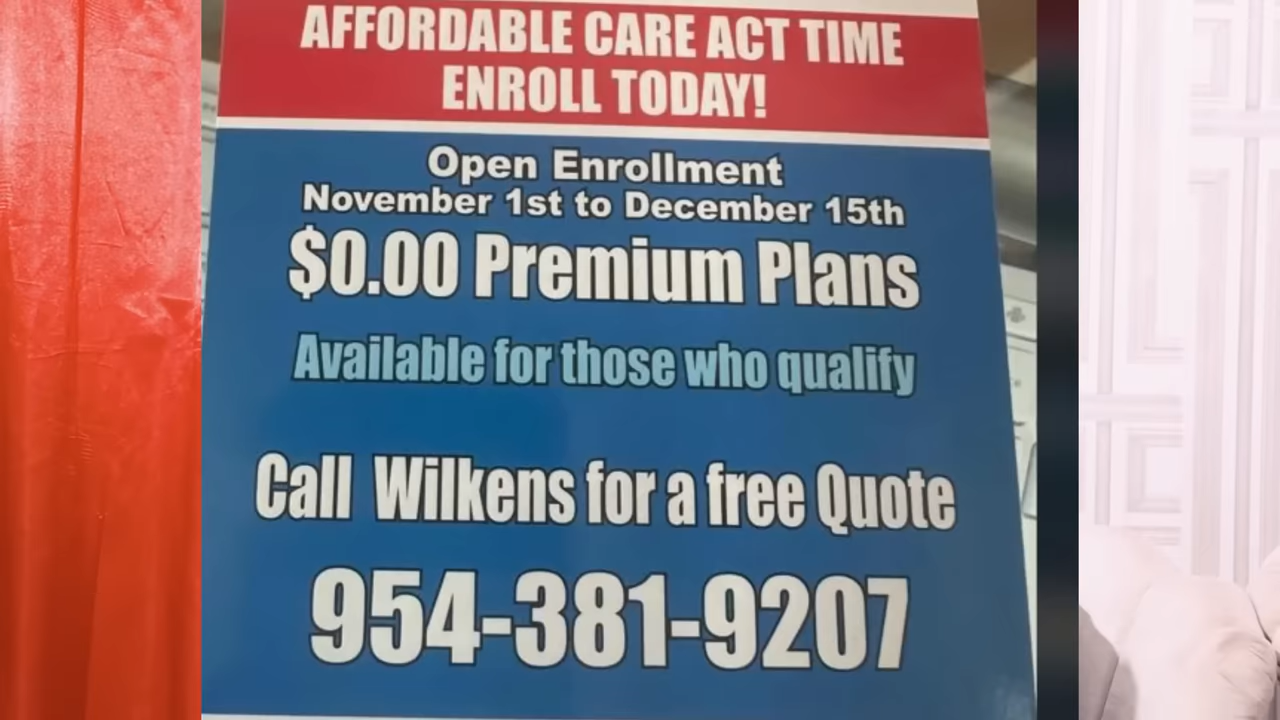 AFFORDABLE CARE ACT TIME
ENROLL TODAY!
Open Enrollment
November 1st to December 15th
$0.00 Premium Plans
Available for those who qualify
Call Wilkens for a free Quote
954-381-9207